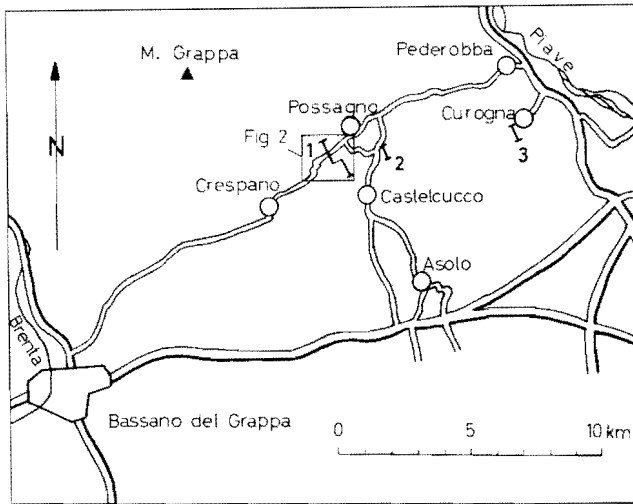 Piave
Pederobba
M. Grappa
Possagno
Curogna
Fig 2
1
2
3
N
Crespano
Castelcucco
Asolo
Brenta
Bassano del Grappa
0 5 10 km